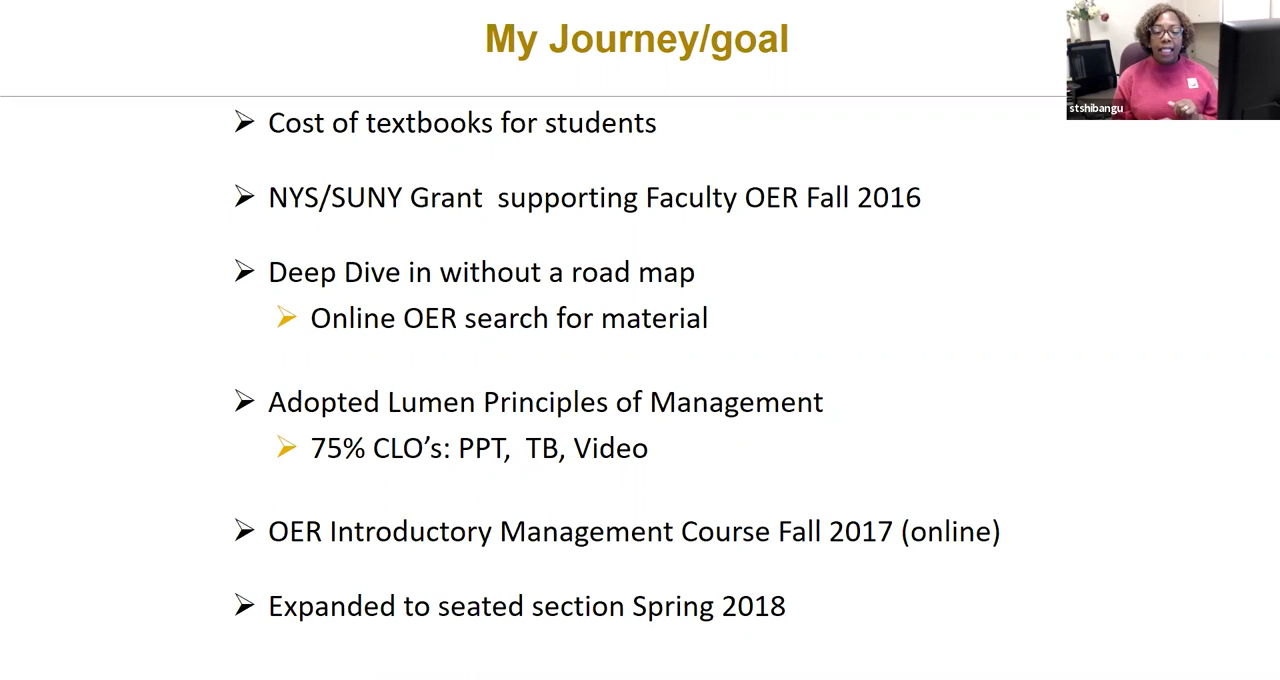 My Journey/goal
stshibangu
Cost of textbooks for students
NYS/SUNY Grant  supporting Faculty OER Fall 2016
Deep Dive in without a road map
Online OER search for material
Adopted Lumen Principles of Management
75% CLO’s: PPT,  TB, Video
OER Introductory Management Course Fall 2017 (online)
Expanded to seated section Spring 2018